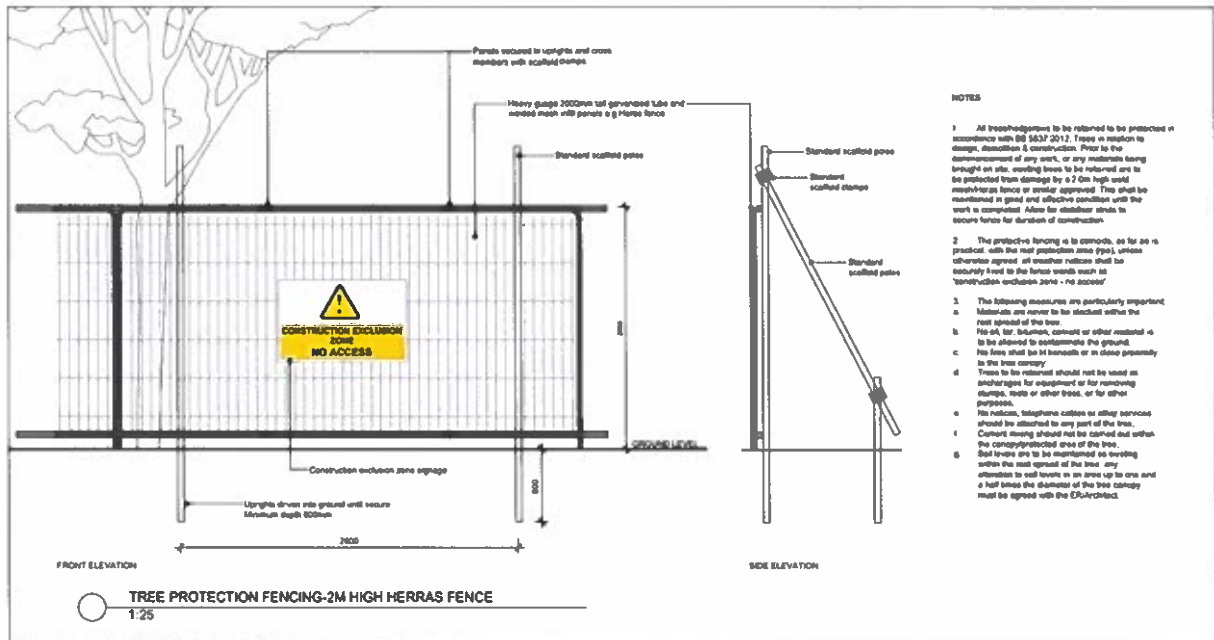 Panels secured to uprights and cross
members with scaffold clamps
Heavy guage 2000mm tall galvanized tube and
welded mesh infill panels e.g Heras fence
Standard scaffold poles
Standard scaffold poles
Standard
scaffold clamps
Standard
scaffold poles
CONSTRUCTION EXCLUSION
ZONE
NO ACCESS
GROUND LEVEL
Construction exclusion zone signage
Uprights driven into ground until secure
Minimum depth 600mm
600
FRONT ELEVATION
SIDE ELEVATION
TREE PROTECTION FENCING-2M HIGH HERRAS FENCE
1:25
NOTES
1 All trees/hedgerows to be retained to be protected in
accordance with BS 5837 2012. Trees in relation to
design, demolition & construction. Prior to the
commencement of any work, or any materials being
brought on site, existing trees to be retained are to
be protected from damage by a 2.0m high weld
mesh/Heras fence or similar approved. This shall be
maintained in good and effective condition until the
work is completed. Allow for stabiliser struts to
secure fence for duration of construction
2 The protective fencing is to coincide, as far as is
practical, with the root protection area (rpa), unless
otherwise agreed. all weather notices shall be
securely fixed to the fence words such as
'construction exclusion zone - no access'
3 The following measures are particularly important
a Materials are never to be stacked within the
root spread of the tree.
b No oil, tar, bitumen, cement or other material is
to be allowed to contaminate the ground.
c No fires shall be lit beneath or in close proximity
to the tree canopy
d Trees to be retained should not be used as
anchorages for equipment or for removing
stumps, roots or other trees, or for other
purposes.
e No notices, telephone cables or other services
should be attached to any part of the tree.
f Cement mixing should not be carried out within
the canopy/protected area of the tree.
Soil levels are to be maintained as existing
within the root spread of the tree. any
alteration to soil levels in an area up to one and
a half times the diameter of the tree canopy
must be agreed with the